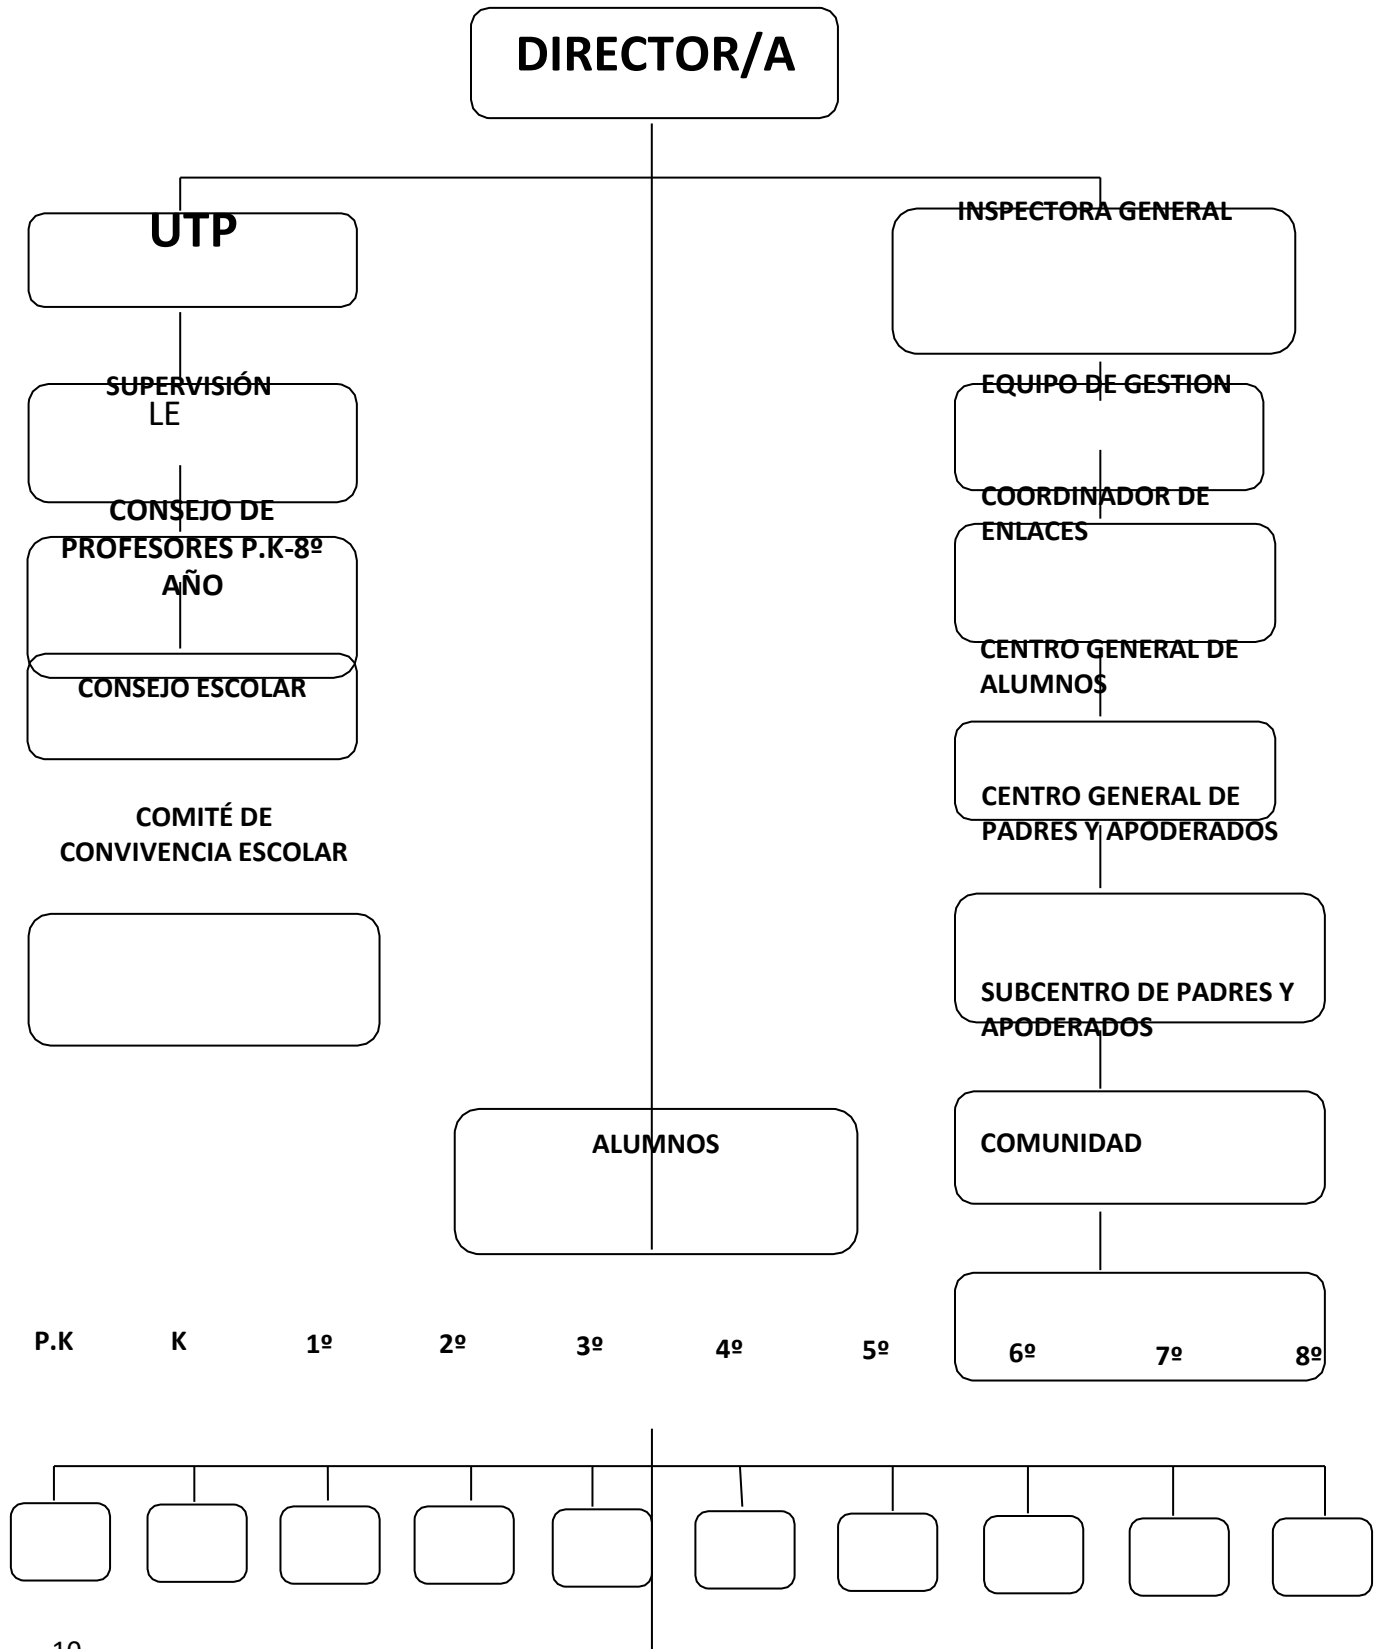 DIRECTOR/A
UTP
INSPECTORA GENERAL
SUPERVISIÓN
LE
EQUIPO DE GESTION
CONSEJO DE
PROFESORES P.K-8º
AÑO
COORDINADOR DE
ENLACES
CONSEJO ESCOLAR
CENTRO GENERAL DE
ALUMNOS
COMITÉ DE
CONVIVENCIA ESCOLAR
CENTRO GENERAL DE
PADRES Y APODERADOS
SUBCENTRO DE PADRES Y
APODERADOS
ALUMNOS
COMUNIDAD
P.K K 1º 2º 3º 4º 5º 6º 7º 8º
10